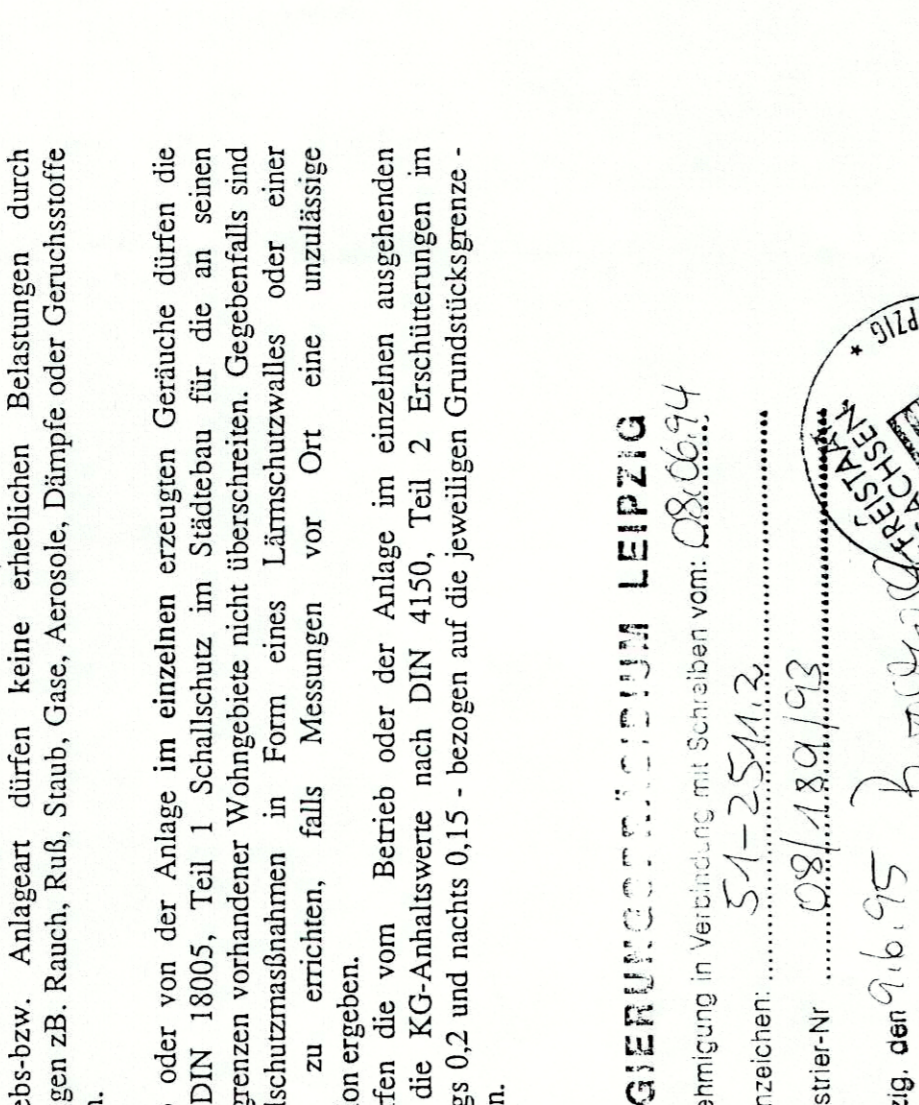 ebs-bzw. Anlageart dürfen keine erheblichen Belastungen durch
gen zB. Rauch, Ruß, Staub, Gase, Aerosole, Dämpfe oder Geruchsstoffe
n.
oder von der Anlage im einzelnen erzeugten Geräuche dürfen die
DIN 18005, Teil 1 Schallschutz im Städtebau für die an seinen
grenzen vorhandener Wohngebiete nicht überschreiten. Gegebenfalls sind
lschutzmaßnahmen in Form eines Lärmschutzwalles oder einer
zu errichten, falls Messungen vor Ort eine unzulässige
on ergeben.
rfen die vom Betrieb oder der Anlage im einzelnen ausgehenden
die KG-Anhaltswerte nach DIN 4150, Teil 2 Erschütterungen im
gs 0,2 und nachts 0,15 - bezogen auf die jeweiligen Grundstücksgrenze -
n.
GIERUNGSPRÄSIDIUM LEIPZIG
ehmigung in Verbindung mit Schreiben vom: 08.06.94
nzeichen: 51-2511.2
strier-Nr 08/189/93
zig. den 9.6.95
FREISTAAT
SACHSEN
PZIG *